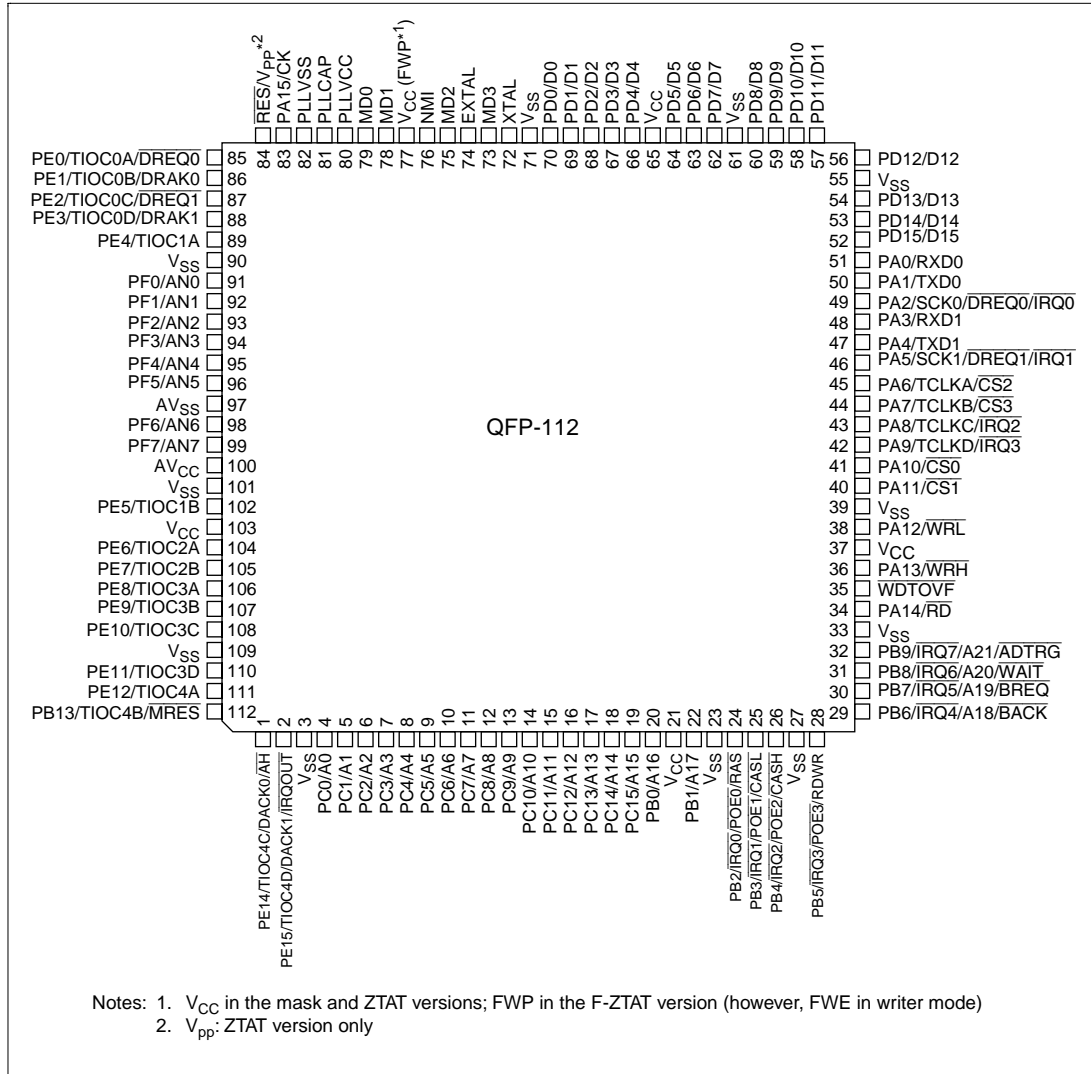 RES/VPP*2
PA15/CK
PLLVSS
PLLCAP
PLLVCC
MD0
MD1
VCC (FWP*1)
NMI
MD2
EXTAL
MD3
XTAL
VSS
PD0/D0
PD1/D1
PD2/D2
PD3/D3
PD4/D4
VCC
PD5/D5
PD6/D6
PD7/D7
VSS
PD8/D8
PD9/D9
PD10/D10
PD11/D11
84 83 82 81 80 79 78 77 76 75 74 73 72 71 70 69 68 67 66 65 64 63 62 61 60 59 58 57
PE0/TIOC0A/DREQ0 85
PE1/TIOC0B/DRAK0 86
PE2/TIOC0C/DREQ1 87
PE3/TIOC0D/DRAK1 88
PE4/TIOC1A 89
VSS 90
PF0/AN0 91
PF1/AN1 92
PF2/AN2 93
PF3/AN3 94
PF4/AN4 95
PF5/AN5 96
AVSS 97
PF6/AN6 98
PF7/AN7 99
AVCC 100
VSS 101
PE5/TIOC1B 102
VCC 103
PE6/TIOC2A 104
PE7/TIOC2B 105
PE8/TIOC3A 106
PE9/TIOC3B 107
PE10/TIOC3C 108
VSS 109
PE11/TIOC3D 110
PE12/TIOC4A 111
PB13/TIOC4B/MRES 112
QFP-112
56 PD12/D12
55 VSS
54 PD13/D13
53 PD14/D14
52 PD15/D15
51 PA0/RXD0
50 PA1/TXD0
49 PA2/SCK0/DREQ0/IRQ0
48 PA3/RXD1
47 PA4/TXD1
46 PA5/SCK1/DREQ1/IRQ1
45 PA6/TCLKA/CS2
44 PA7/TCLKB/CS3
43 PA8/TCLKC/IRQ2
42 PA9/TCLKD/IRQ3
41 PA10/CS0
40 PA11/CS1
39 VSS
38 PA12/WRL
37 VCC
36 PA13/WRH
35 WDTOVF
34 PA14/RD
33 VSS
32 PB9/IRQ7/A21/ADTRG
31 PB8/IRQ6/A20/WAIT
30 PB7/IRQ5/A19/BREQ
29 PB6/IRQ4/A18/BACK
1 2 3 4 5 6 7 8 9 10 11 12 13 14 15 16 17 18 19 20 21 22 23 24 25 26 27 28
PE14/TIOC4C/DACK0/AH
PE15/TIOC4D/DACK1/IRQOUT
VSS
PC0/A0
PC1/A1
PC2/A2
PC3/A3
PC4/A4
PC5/A5
PC6/A6
PC7/A7
PC8/A8
PC9/A9
PC10/A10
PC11/A11
PC12/A12
PC13/A13
PC14/A14
PC15/A15
PB0/A16
VCC
PB1/A17
VSS
PB2/IRQ0/POE0/RAS
PB3/IRQ1/POE1/CASL
PB4/IRQ2/POE2/CASH
VSS
PB5/IRQ3/POE3/RDWR
Notes: 1. VCC in the mask and ZTAT versions; FWP in the F-ZTAT version (however, FWE in writer mode)
2. Vpp: ZTAT version only